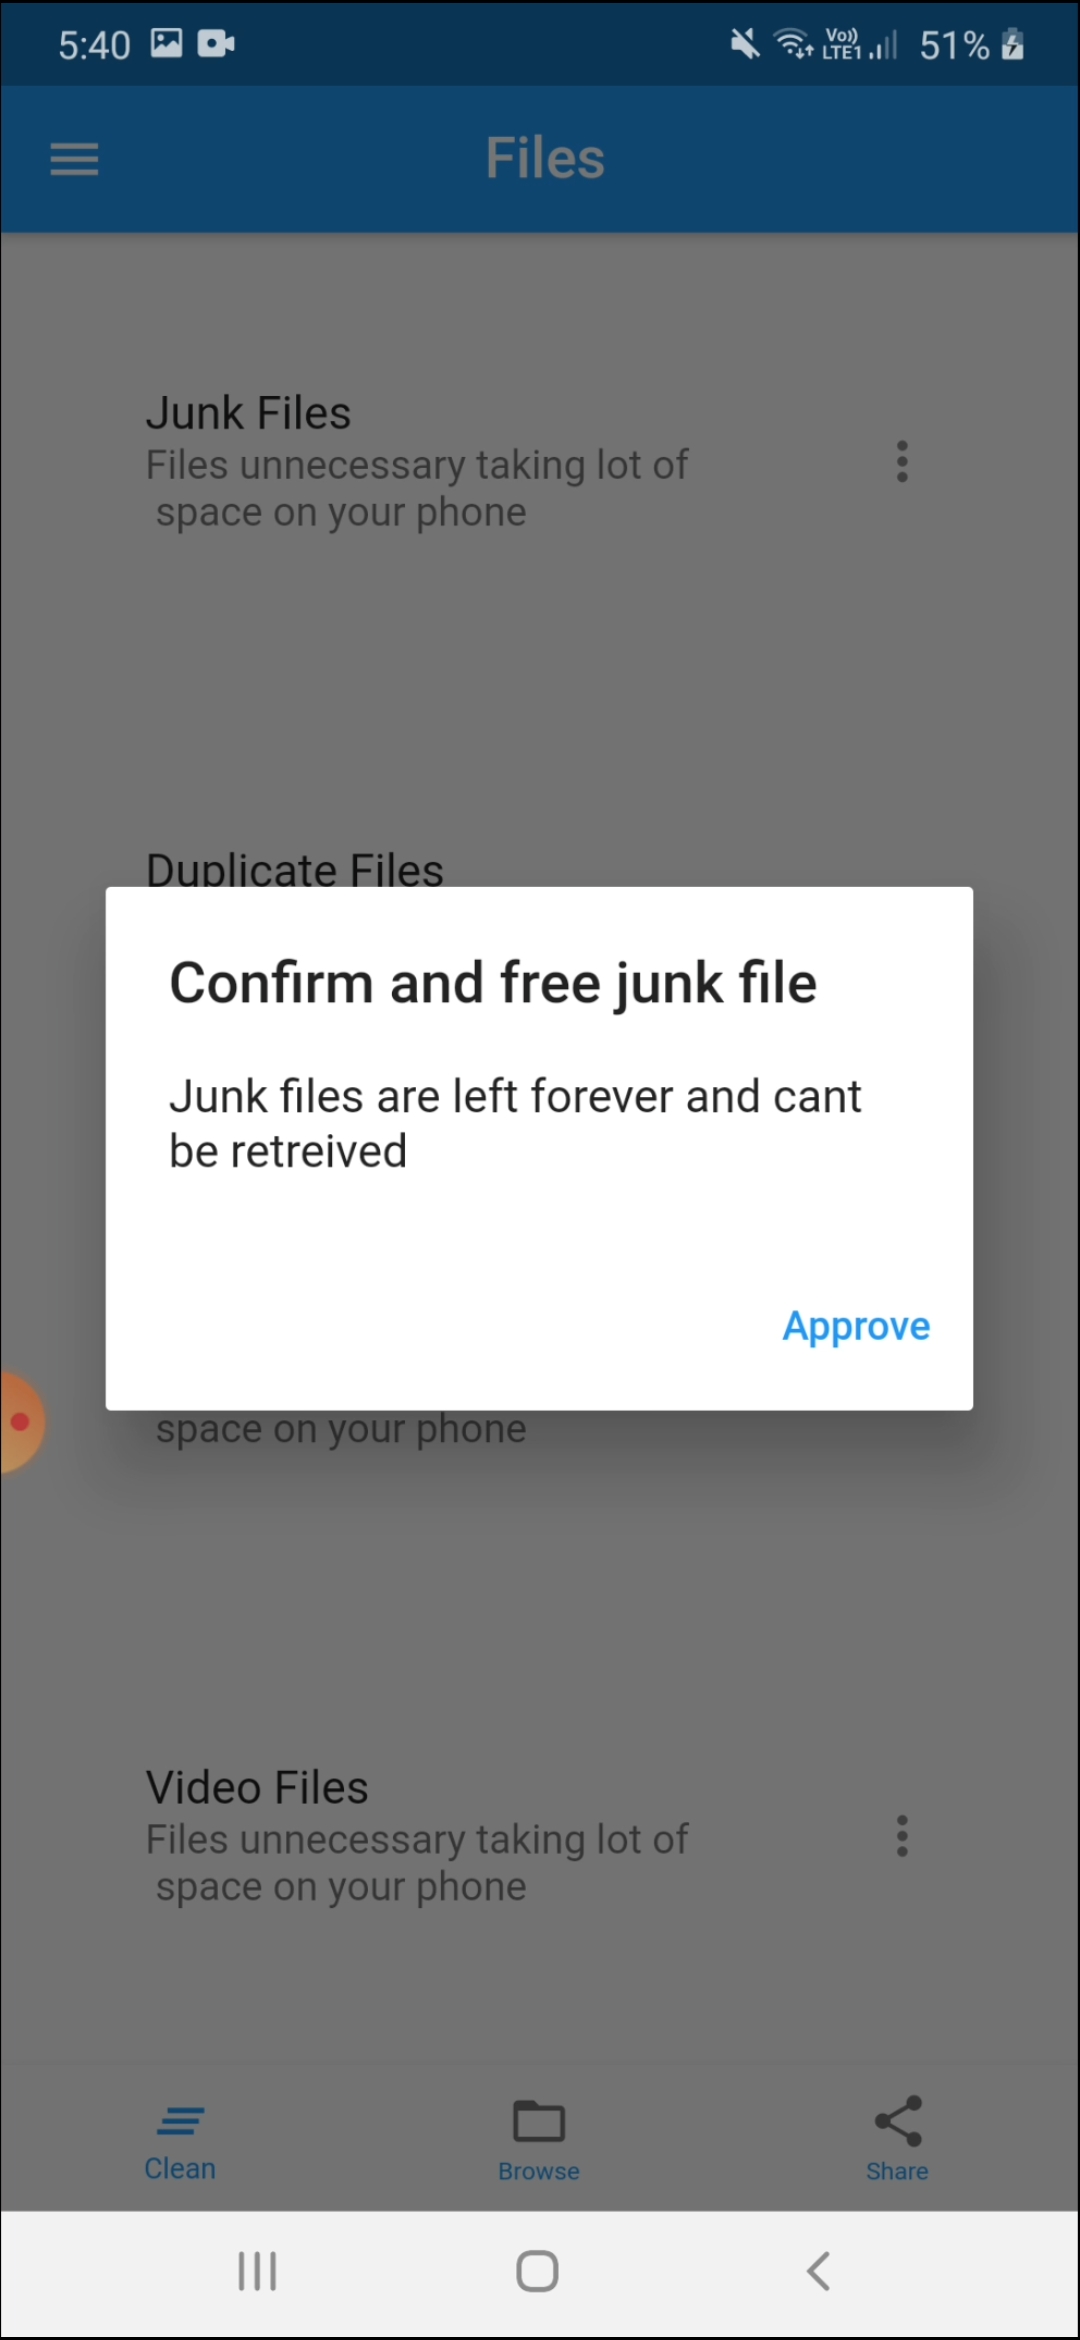 5:40 Vo)) LTE1 51%
Files
Junk Files
Files unnecessary taking lot of
space on your phone
Duplicate Files
Confirm and free junk file
Junk files are left forever and cant
be retreived
Approve
space on your phone
Video Files
Files unnecessary taking lot of
space on your phone
Clean Browse Share